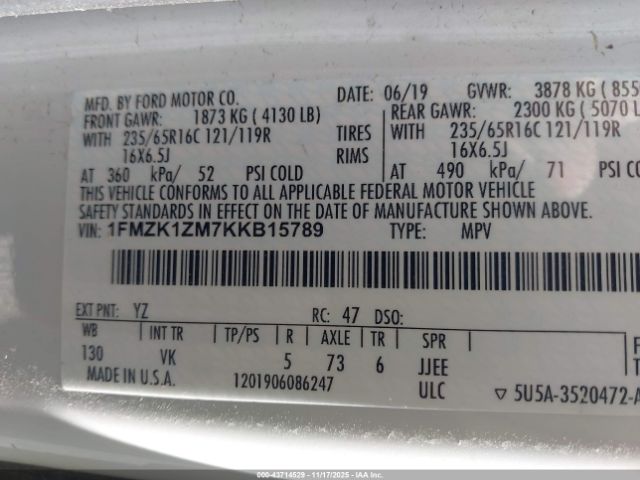 MFD. BY FORD MOTOR CO. DATE: 06/19 GVWR: 3878 KG ( 855
FRONT GAWR: 1873 KG ( 4130 LB) REAR GAWR: 2300 KG ( 5070 L
WITH 235/65R16C 121/119R TIRES WITH 235/65R16C 121/119R
16X6.5J RIMS 16X6.5J
AT 360 kPa/ 52 PSI COLD AT 490 kPa/ 71 PSI CO
THIS VEHICLE CONFORMS TO ALL APPLICABLE FEDERAL MOTOR VEHICLE
SAFETY STANDARDS IN EFFECT ON THE DATE OF MANUFACTURE SHOWN ABOVE.
VIN: 1FMZK1ZM7KKB15789 TYPE: MPV
EXT PNT: YZ RC: 47 DSO:
WB INT TR TP/PS R AXLE TR SPR
130 VK 5 73 6 JJEE
MADE IN U.S.A. 1201906086247 ULC ▽ 5U5A-3520472-A
000-43714529 - 11/17/2025 - IAA Inc.